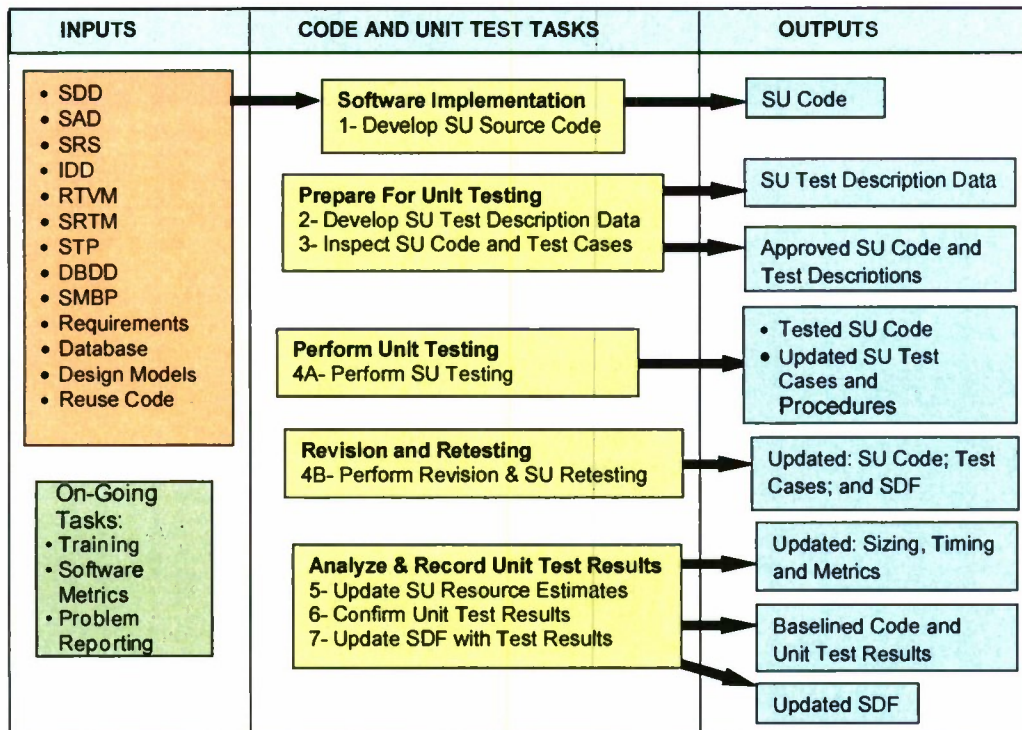 INPUTS
CODE AND UNIT TEST TASKS
OUTPUTS
• SDD
• SAD
• SRS
• IDD
• RTVM
• SRTM
• STP
• DBDD
• SMBP
• Requirements
• Database
• Design Models
• Reuse Code
On-Going
Tasks:
• Training
• Software
Metrics
• Problem
Reporting
Software Implementation
1- Develop SU Source Code
Prepare For Unit Testing
2- Develop SU Test Description Data
3- Inspect SU Code and Test Cases
Perform Unit Testing
4A- Perform SU Testing
Revision and Retesting
4B- Perform Revision & SU Retesting
Analyze & Record Unit Test Results
5- Update SU Resource Estimates
6- Confirm Unit Test Results
7- Update SDF with Test Results
SU Code
SU Test Description Data
Approved SU Code and
Test Descriptions
• Tested SU Code
• Updated SU Test
Cases and
Procedures
Updated: SU Code; Test
Cases; and SDF
Updated: Sizing, Timing
and Metrics
Baselined Code and
Unit Test Results
Updated SDF